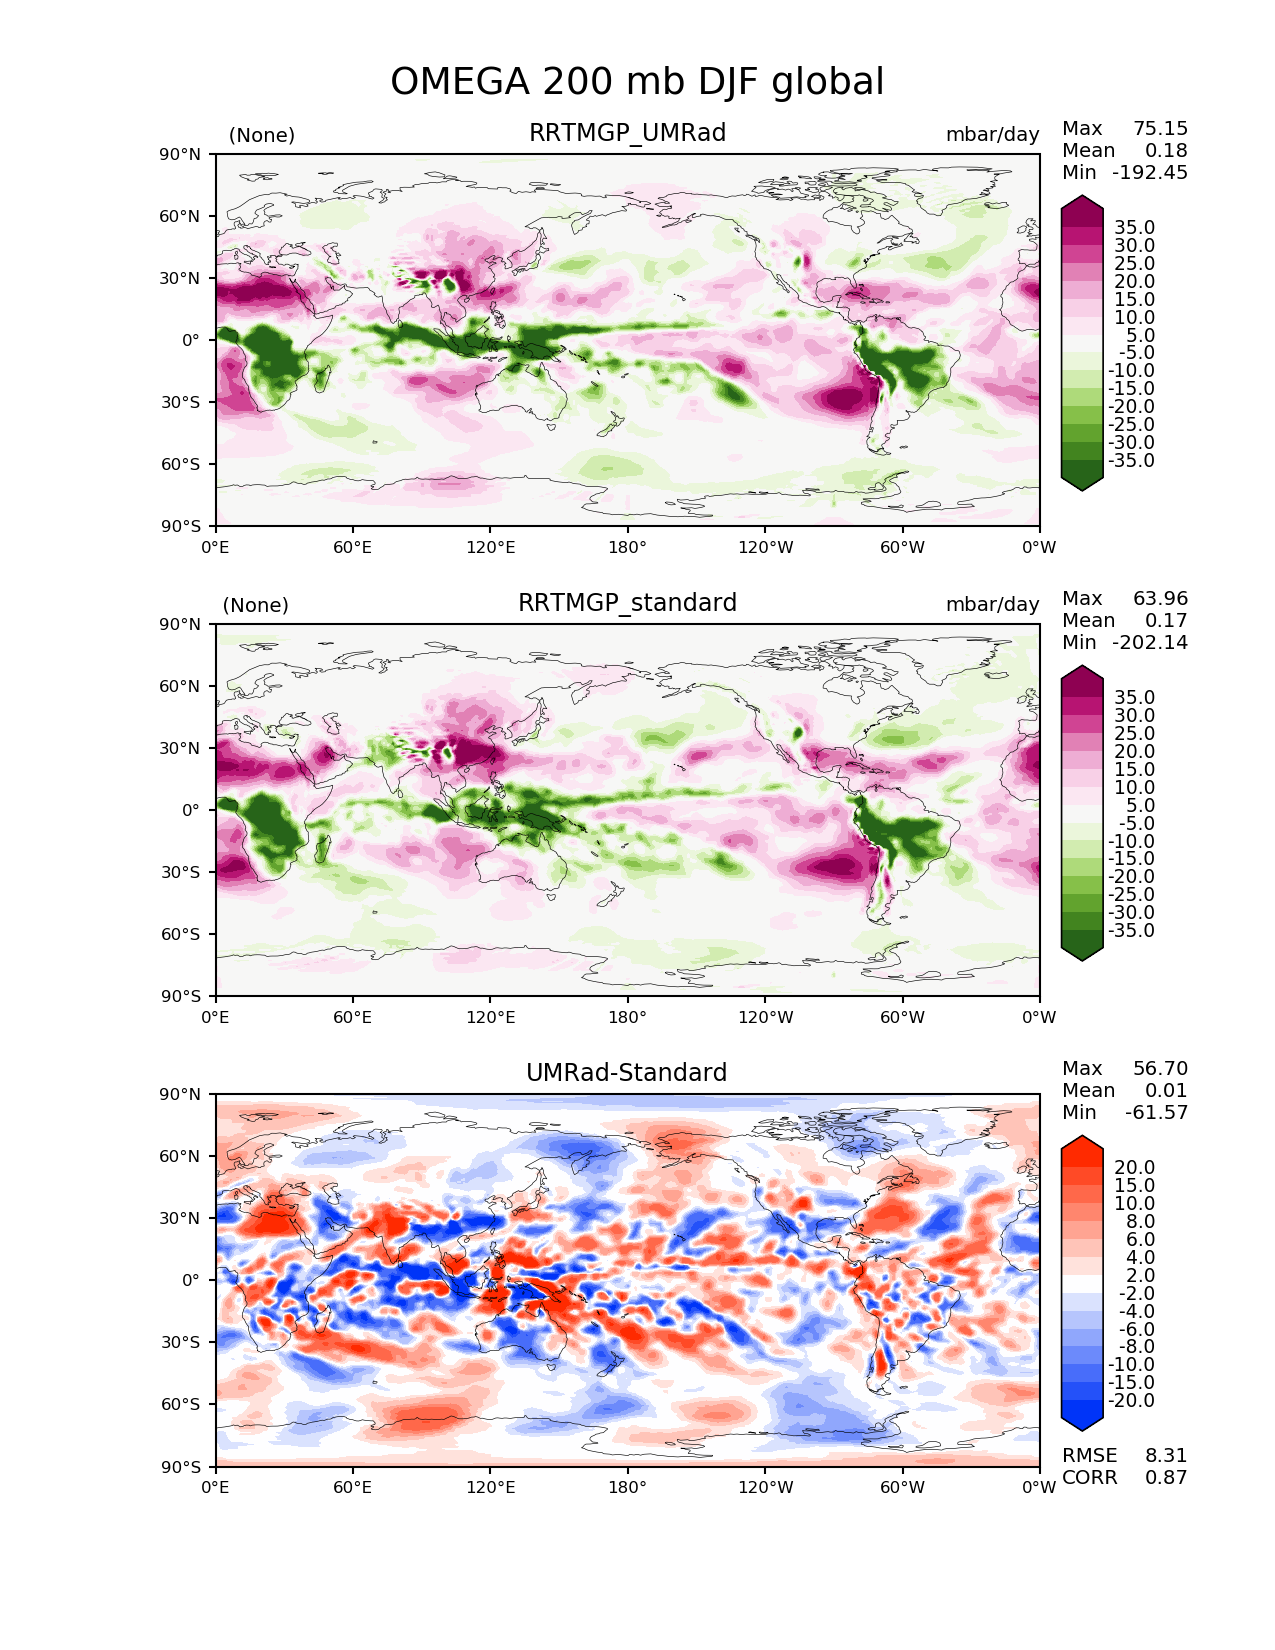 OMEGA 200 mb DJF global
(None) RRTMGP_UMRad mbar/day
Max 75.15
Mean 0.18
Min -192.45
90°N
60°N
30°N
0°
30°S
60°S
90°S
0°E 60°E 120°E 180° 120°W 60°W 0°W
35.0
30.0
25.0
20.0
15.0
10.0
5.0
-5.0
-10.0
-15.0
-20.0
-25.0
-30.0
-35.0
(None) RRTMGP_standard mbar/day
Max 63.96
Mean 0.17
Min -202.14
90°N
60°N
30°N
0°
30°S
60°S
90°S
0°E 60°E 120°E 180° 120°W 60°W 0°W
35.0
30.0
25.0
20.0
15.0
10.0
5.0
-5.0
-10.0
-15.0
-20.0
-25.0
-30.0
-35.0
UMRad-Standard
Max 56.70
Mean 0.01
Min -61.57
90°N
60°N
30°N
0°
30°S
60°S
90°S
0°E 60°E 120°E 180° 120°W 60°W 0°W
20.0
15.0
10.0
8.0
6.0
4.0
2.0
-2.0
-4.0
-6.0
-8.0
-10.0
-15.0
-20.0
RMSE 8.31
CORR 0.87